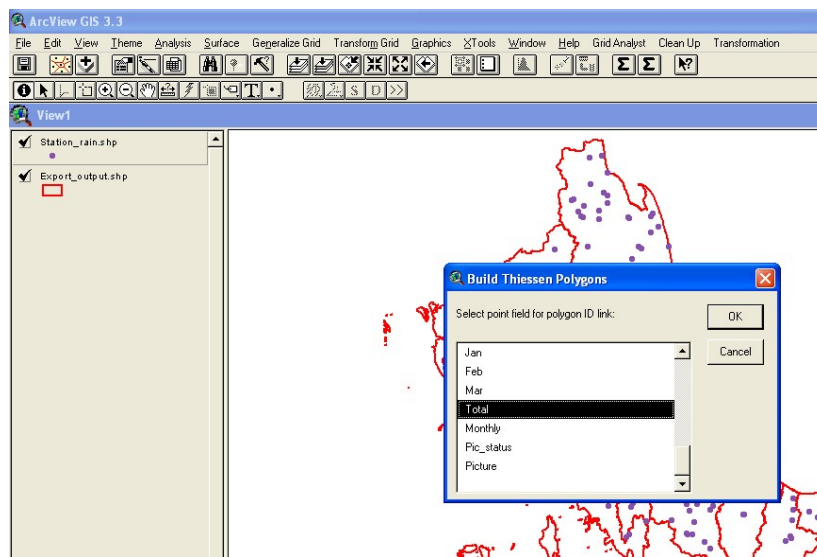 ArcView GIS 3.3
File Edit View Theme Analysis Surface Generalize Grid Transform Grid Graphics XTools Window Help Grid Analyst Clean Up Transformation
T S D >>
View1
Station_rain.shp
Export_output.shp
Build Thiessen Polygons
Select point field for polygon ID link:
OK
Cancel
Jan
Feb
Mar
Total
Monthly
Pic_status
Picture